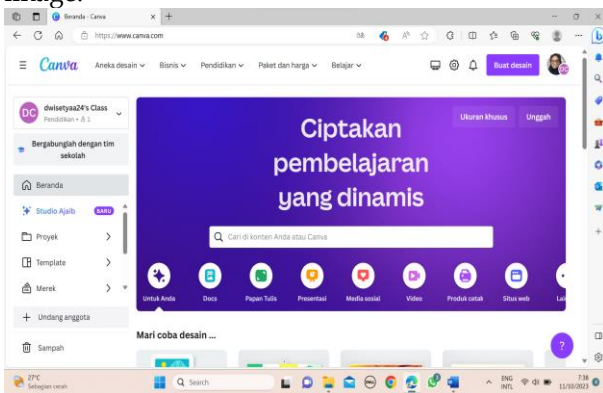 image.
Beranda - Canva
https://www.canva.com
Canva
Aneka desain
Bisnis
Pendidikan
Paket dan harga
Belajar
Buat desain
DC
dwisetyaa24's Class
Pendidikan • 1
Bergabunglah dengan tim
sekolah
Beranda
Studio Ajaib
BARU
Proyek
Template
Merek
Undang anggota
Sampah
Ukuran khusus
Unggah
Ciptakan
pembelajaran
yang dinamis
Cari di konten Anda atau Canva
Untuk Anda
Docs
Papan Tulis
Presentasi
Media sosial
Video
Produk cetak
Situs web
Mari coba desain ...
?
27°C
Sebagian cerah
Search
ENG
INTL
7:36
11/10/2023